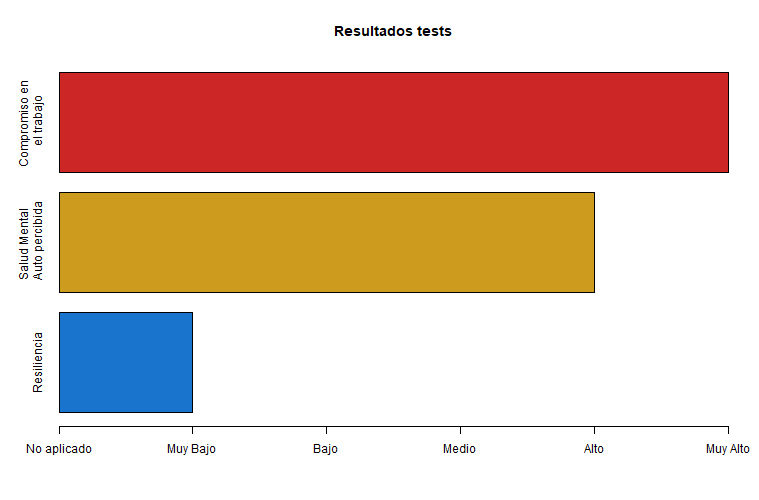 Resultados tests
Compromiso en
el trabajo
Salud Mental
Auto percibida
Resiliencia
No aplicado Muy Bajo Bajo Medio Alto Muy Alto